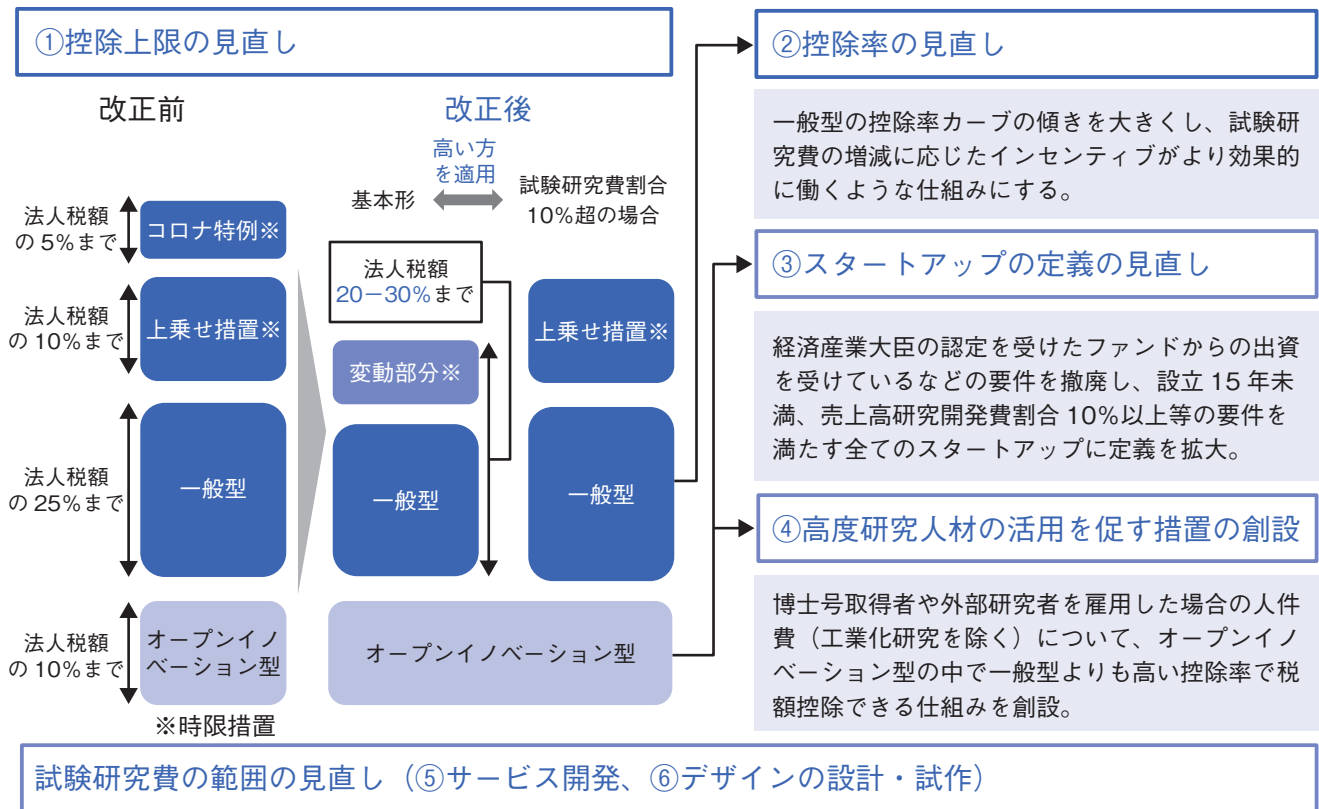 ①控除上限の見直し
改正前
改正後
高い方
を適用
基本形
試験研究費割合
10%超の場合
法人税額
の 5%まで
コロナ特例※
法人税額
の 10%まで
上乗せ措置※
法人税額
の 25%まで
一般型
法人税額
の 10%まで
オープンイノ
ベーション型
※時限措置
法人税額
20−30%まで
変動部分※
一般型
上乗せ措置※
一般型
オープンイノベーション型
②控除率の見直し
一般型の控除率カーブの傾きを大きくし、試験研
究費の増減に応じたインセンティブがより効果的
に働くような仕組みにする。
③スタートアップの定義の見直し
経済産業大臣の認定を受けたファンドからの出資
を受けているなどの要件を撤廃し、設立 15 年未
満、売上高研究開発費割合 10%以上等の要件を
満たす全てのスタートアップに定義を拡大。
④高度研究人材の活用を促す措置の創設
博士号取得者や外部研究者を雇用した場合の人件
費（工業化研究を除く）について、オープンイノ
ベーション型の中で一般型よりも高い控除率で税
額控除できる仕組みを創設。
試験研究費の範囲の見直し（⑤サービス開発、⑥デザインの設計・試作）